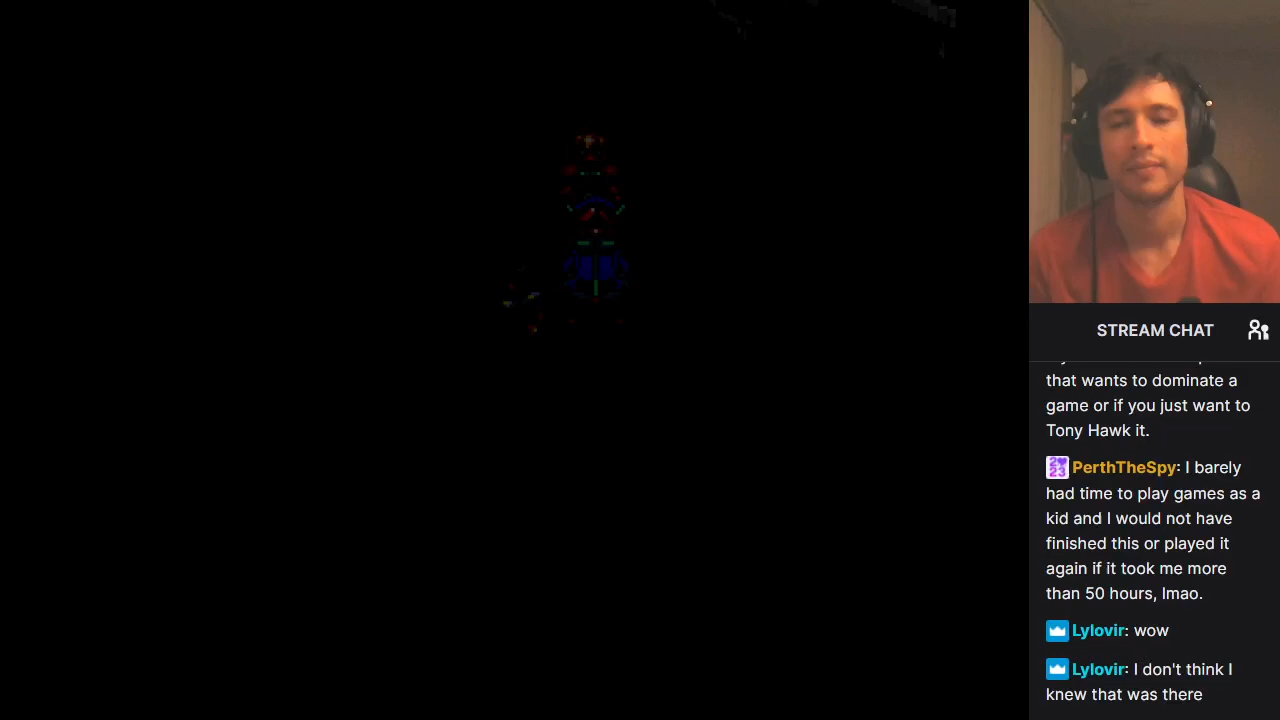 STREAM CHAT
that wants to dominate a
game or if you just want to
Tony Hawk it.
PerthTheSpy: I barely
had time to play games as a
kid and I would not have
finished this or played it
again if it took me more
than 50 hours, lmao.
Lylovir: wow
Lylovir: I don't think I
knew that was there